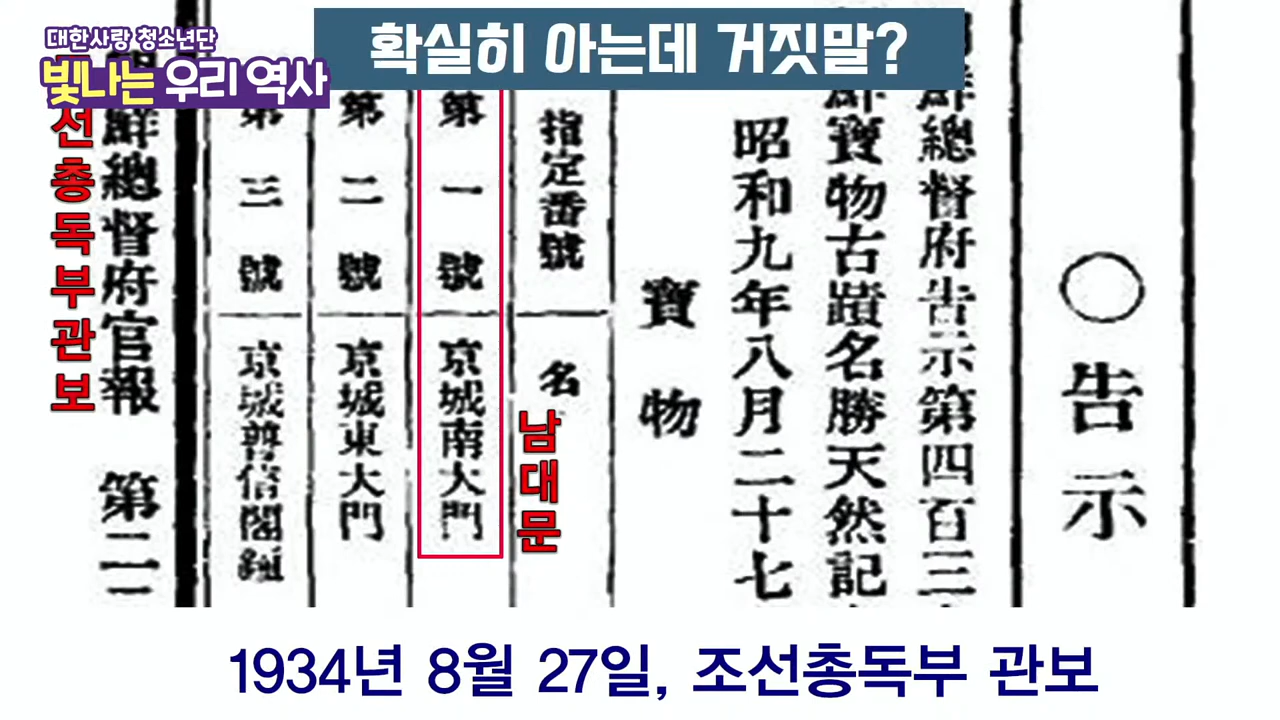 대한사랑 청소년단
빛나는 우리 역사
확실히 아는데 거짓말?
○告示
鮮總督府告示第四百三
鮮寶物古蹟名勝天然記
昭和九年八月二十七
寶物
指定番號 名
남대문
第一號 京城南大門
第二號 京城東大門
第三號 京城普信閣鍾
鮮總督府官報 第二
선총독부관보
1934년 8월 27일, 조선총독부 관보